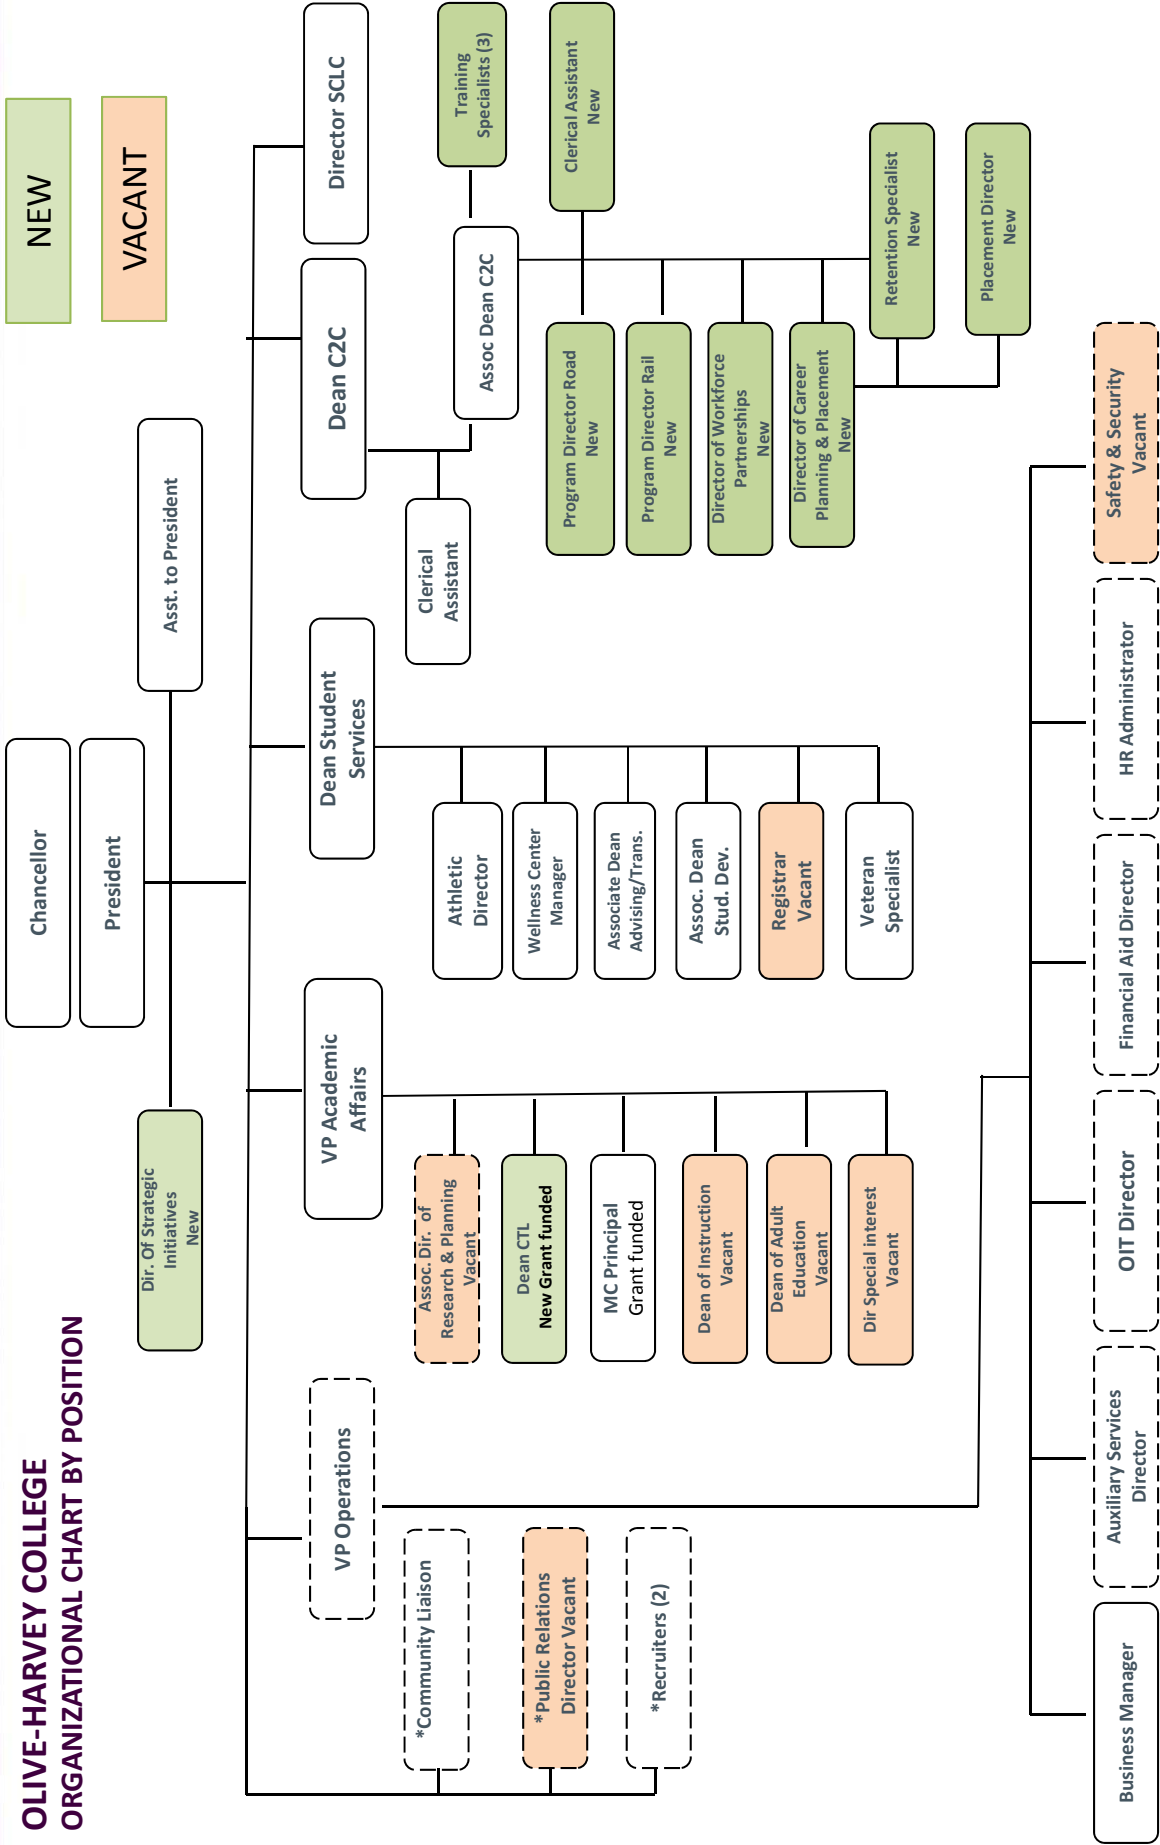 OLIVE-HARVEY COLLEGE
ORGANIZATIONAL CHART BY POSITION
NEW
VACANT
Chancellor
President
Dir. Of Strategic
Initiatives
New
Asst. to President
VP Operations
VP Academic
Affairs
Dean Student
Services
Dean C2C
Director SCLC
*Community Liaison
*Public Relations
Director Vacant
*Recruiters (2)
Assoc. Dir. of
Research & Planning
Vacant
Dean CTL
New Grant funded
MC Principal
Grant funded
Dean of Instruction
Vacant
Dean of Adult
Education
Vacant
Dir Special interest
Vacant
Athletic
Director
Wellness Center
Manager
Associate Dean
Advising/Trans.
Assoc. Dean
Stud. Dev.
Registrar
Vacant
Veteran
Specialist
Clerical
Assistant
Assoc Dean C2C
Training
Specialists (3)
Clerical Assistant
New
Program Director Road
New
Program Director Rail
New
Director of Workforce
Partnerships
New
Director of Career
Planning & Placement
New
Retention Specialist
New
Placement Director
New
Business Manager
Auxiliary Services
Director
OIT Director
Financial Aid Director
HR Administrator
Safety & Security
Vacant